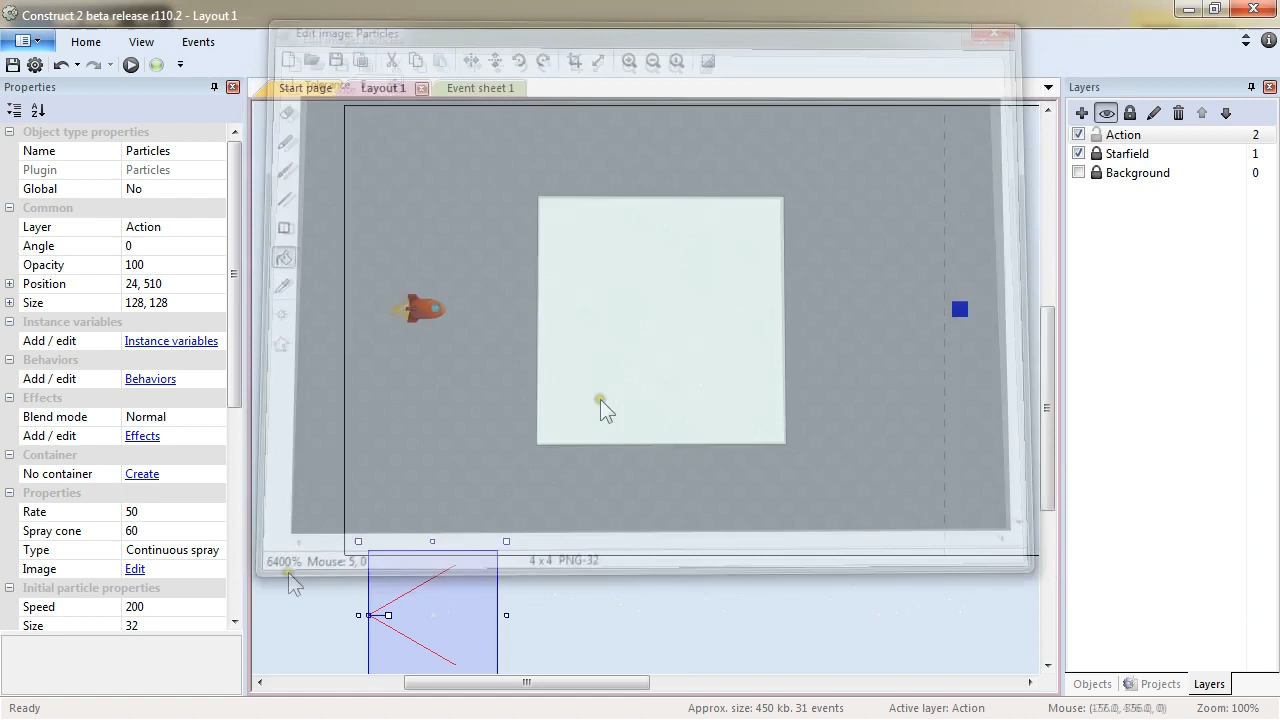 Construct 2 beta release r110.2 - Layout 1
Home View Events
Edit image: Particles
Properties
Start page Layout 1 Event sheet 1
Tolerance
Layers
Object type properties
Name Particles
Plugin Particles
Global No
Common
Layer Action
Angle 0
Opacity 100
Position 24, 510
Size 128, 128
Instance variables
Add / edit Instance variables
Behaviors
Add / edit Behaviors
Effects
Blend mode Normal
Add / edit Effects
Container
No container Create
Properties
Rate 50
Spray cone 60
Type Continuous spray
Image Edit
Initial particle properties
Speed 200
Size 32
Action 2
Starfield 1
Background 0
6400% Mouse: 5, 0 4 x 4 PNG-32
Objects Projects Layers
Ready Approx. size: 450 kb. 31 events Active layer: Action Mouse: Zoom: 100%